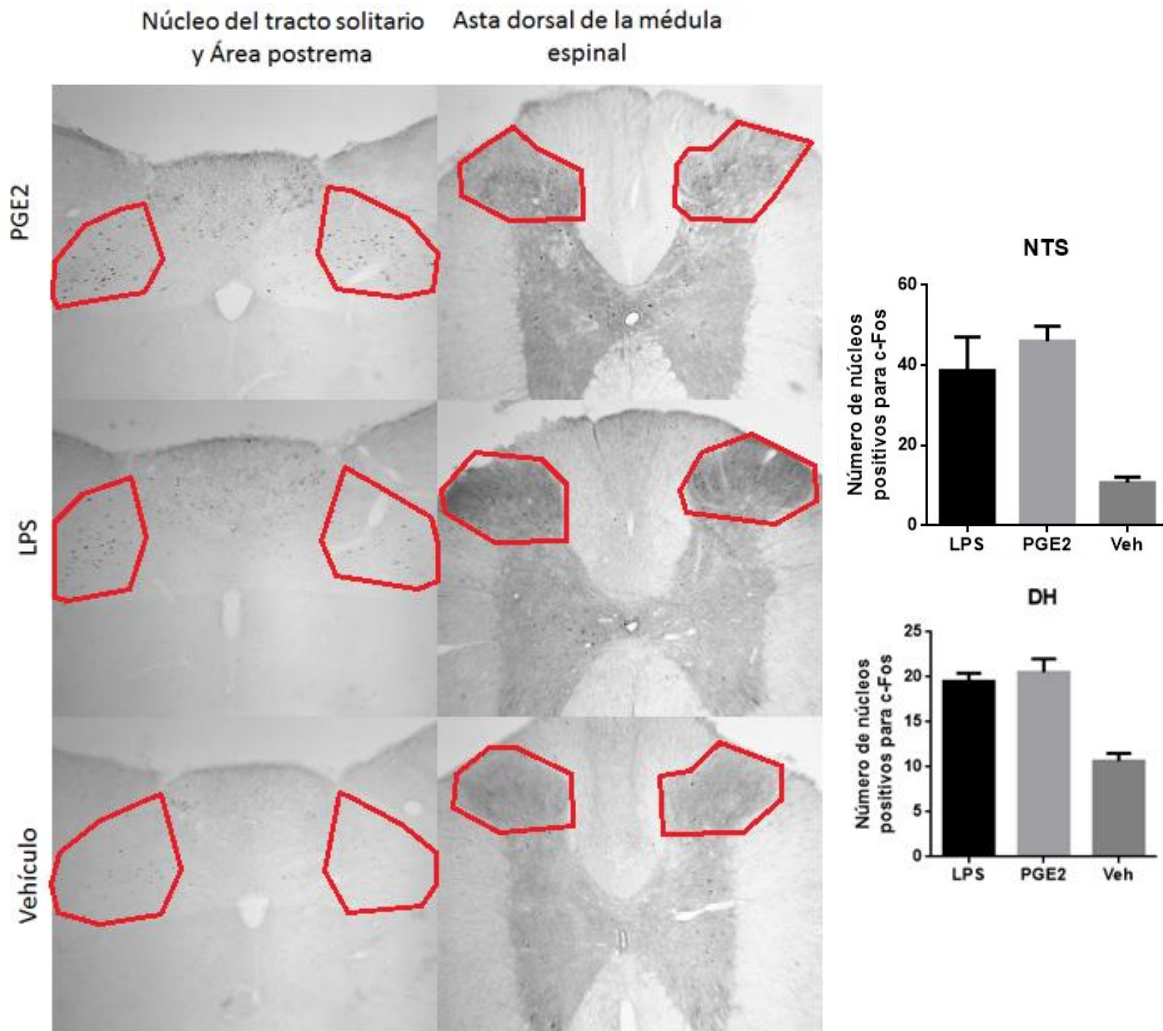 Núcleo del tracto solitario
y Área postrema
Asta dorsal de la médula
espinal
PGE2
LPS
Vehículo
NTS
Número de núcleos
positivos para c-Fos
60
40
20
0
LPS PGE2 Veh
DH
Número de núcleos
positivos para c-Fos
25
20
15
10
5
0
LPS PGE2 Veh